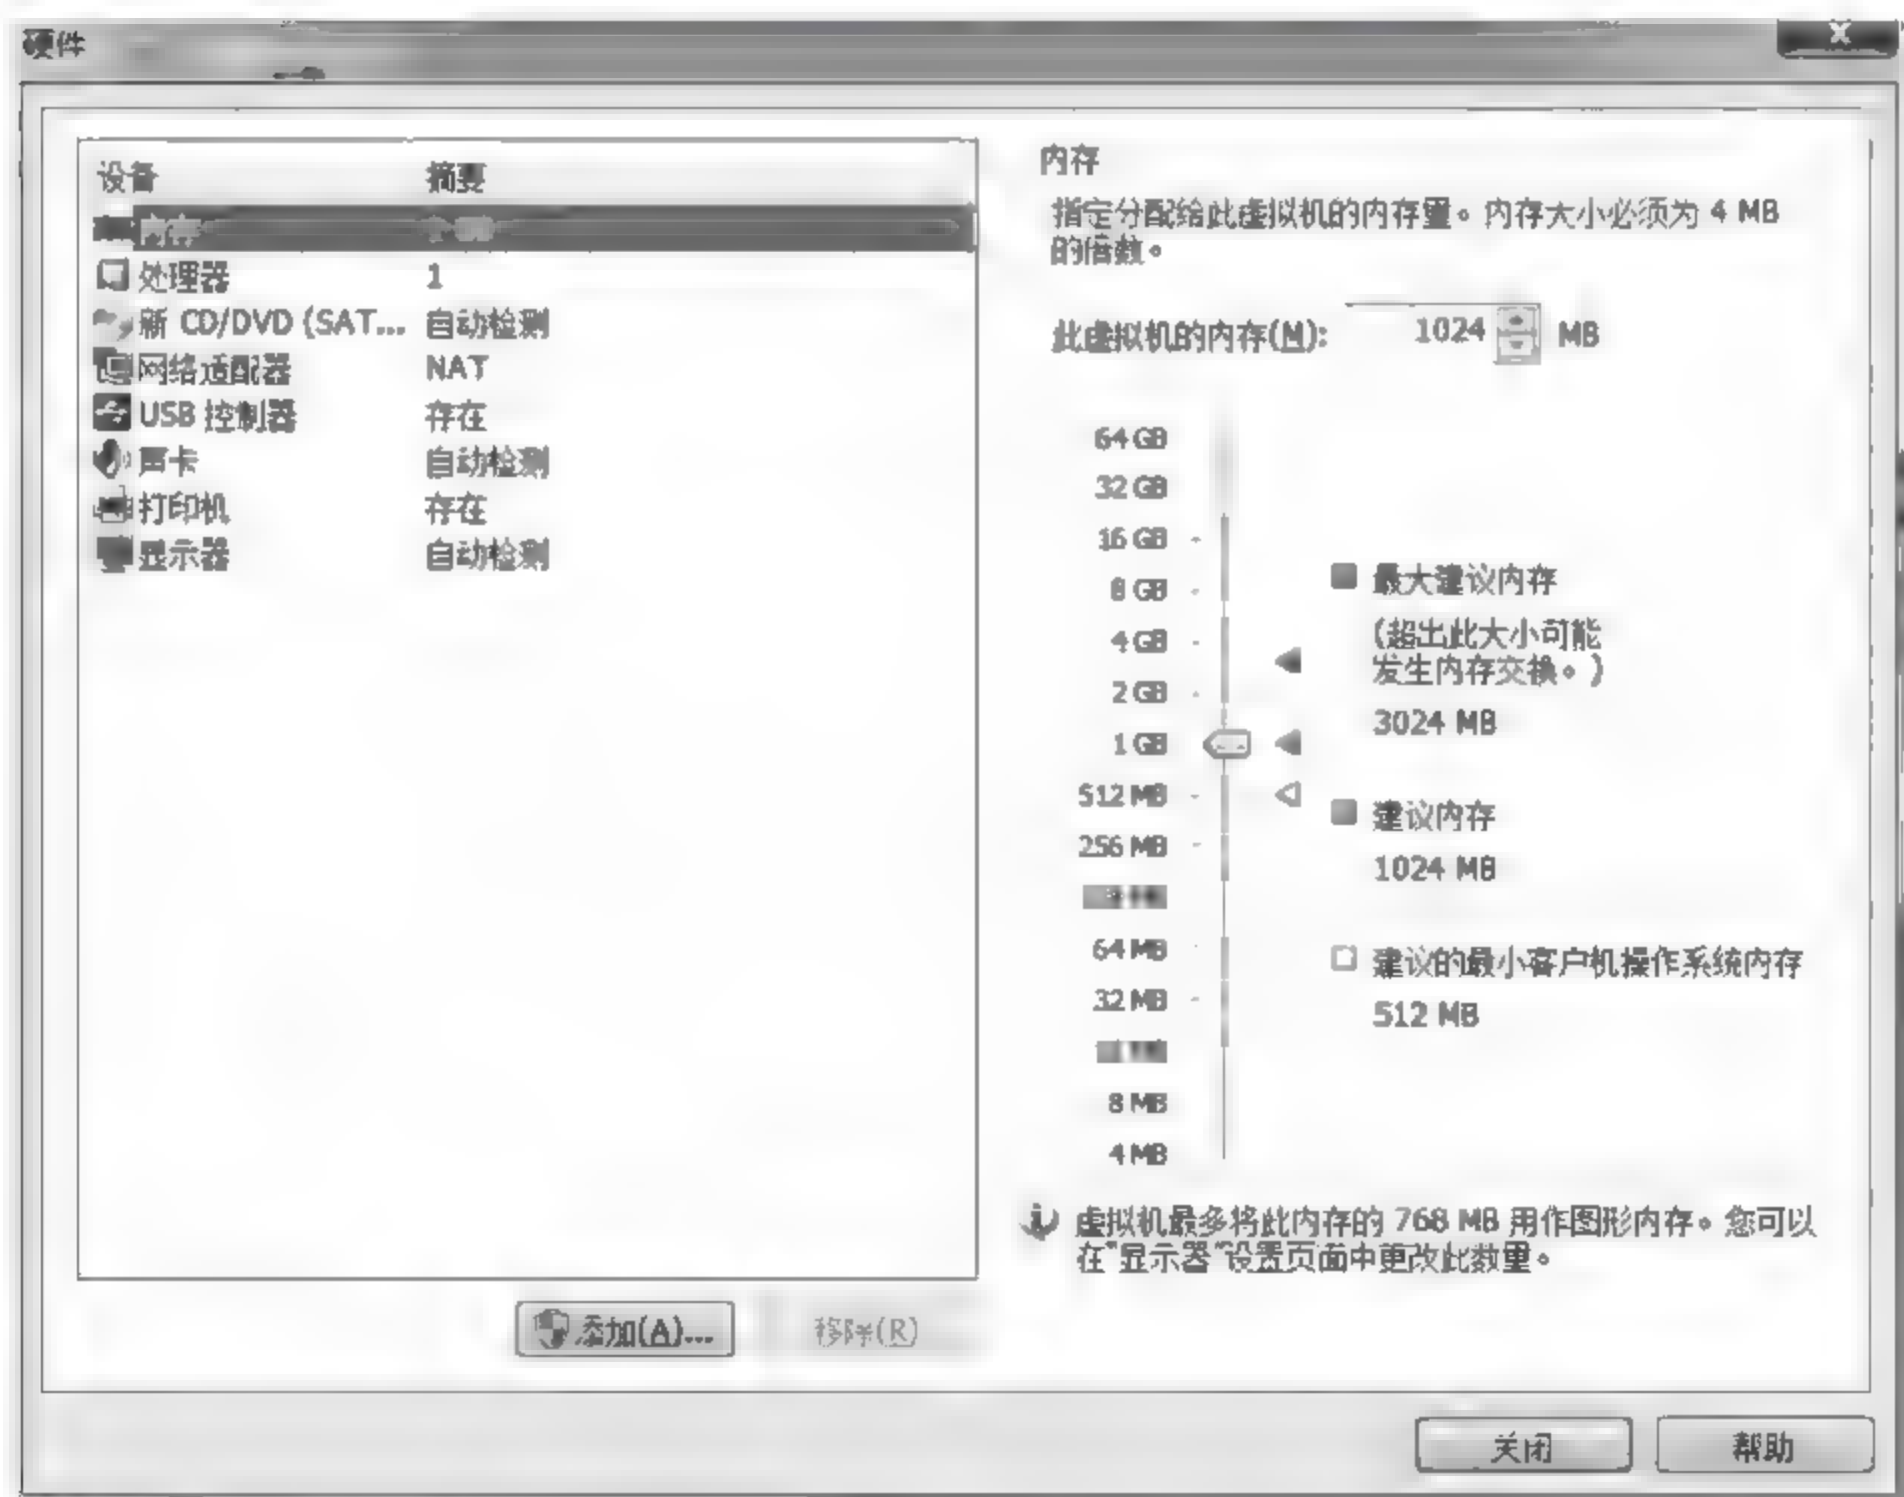 硬件
设备 摘要
内存
处理器 1
新 CD/DVD (SAT... 自动检测
网络适配器 NAT
USB 控制器 存在
声卡 自动检测
打印机 存在
显示器 自动检测
添加(A)...
移除(R)
内存
指定分配给此虚拟机的内存量。内存大小必须为 4 MB
的倍数。
此虚拟机的内存(M): 1024 MB
64 GB
32 GB
16 GB
8 GB
4 GB
2 GB
1 GB
512 MB
256 MB
64 MB
32 MB
8 MB
4 MB
最大建议内存
(超出此大小可能
发生内存交换。)
3024 MB
建议内存
1024 MB
建议的最小客户机操作系统内存
512 MB
虚拟机最多将此内存的 768 MB 用作图形内存。您可以
在"显示器"设置页面中更改此数量。
关闭
帮助